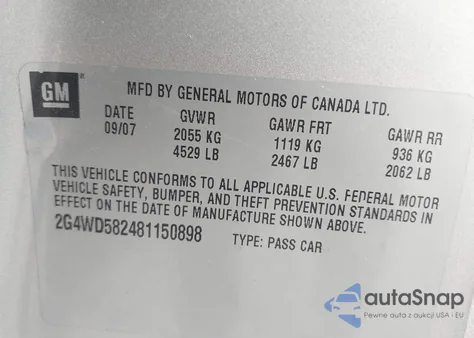 GM
MFD BY GENERAL MOTORS OF CANADA LTD.
DATE GVWR GAWR FRT GAWR RR
09/07 2055 KG 1119 KG 936 KG
4529 LB 2467 LB 2062 LB
THIS VEHICLE CONFORMS TO ALL APPLICABLE U.S. FEDERAL MOTOR
VEHICLE SAFETY, BUMPER, AND THEFT PREVENTION STANDARDS IN
EFFECT ON THE DATE OF MANUFACTURE SHOWN ABOVE.
2G4WD582481150898 TYPE: PASS CAR
autoSnap
Pewne auta z aukcji USA i EU